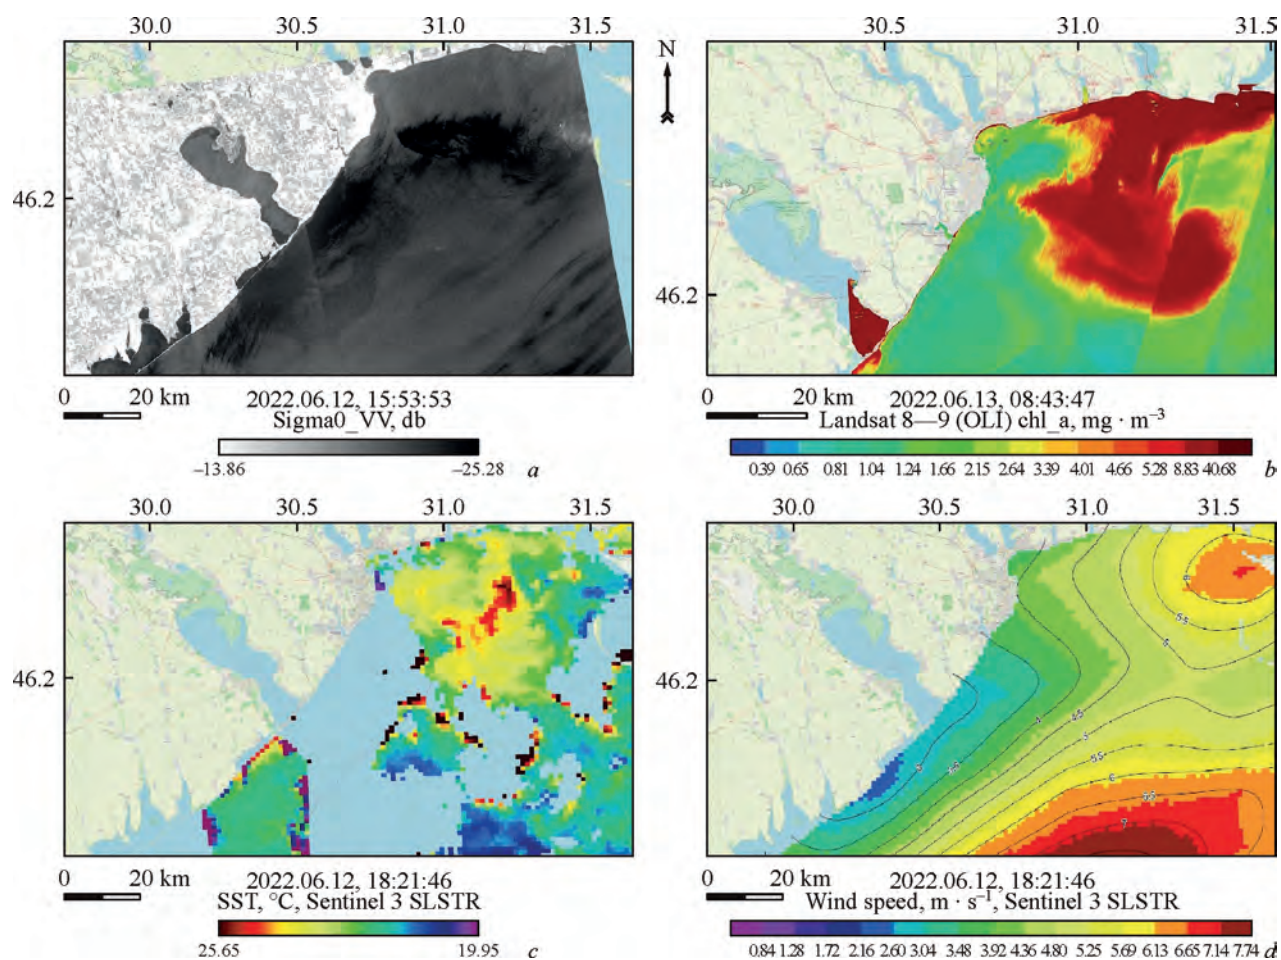 30.0 30.5 31.0 31.5
30.5 31.0 31.5
N
46.2
46.2
0 20 km
2022.06.12, 15:53:53
Sigma0_VV, db
–13.86 –25.28 a
0 20 km
2022.06.13, 08:43:47
Landsat 8—9 (OLI) chl_a, mg · m⁻³
0.39 0.65 0.81 1.04 1.24 1.66 2.15 2.64 3.39 4.01 4.66 5.28 8.83 40.68 b
30.0 30.5 31.0 31.5
30.0 30.5 31.0 31.5
46.2
46.2
0 20 km
2022.06.12, 18:21:46
SST, °C, Sentinel 3 SLSTR
25.65 19.95 c
0 20 km
2022.06.12, 18:21:46
Wind speed, m · s⁻¹, Sentinel 3 SLSTR
0.84 1.28 1.72 2.16 2.60 3.04 3.48 3.92 4.36 4.80 5.25 5.69 6.13 6.65 7.14 7.74 d